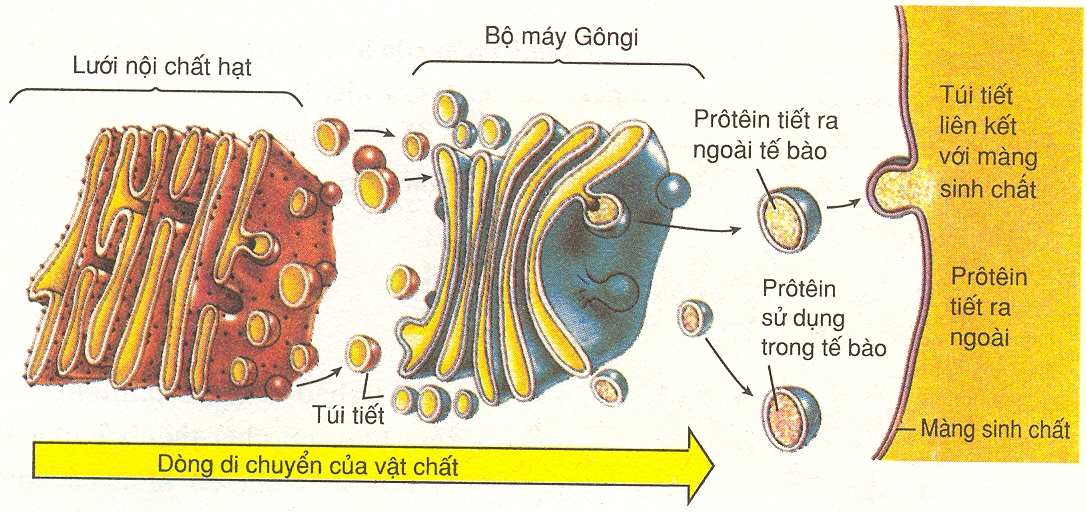 Bộ máy Gôngi
Lưới nội chất hạt
Prôtêin tiết ra
ngoài tế bào
Túi tiết
liên kết
với màng
sinh chất
Prôtêin
sử dụng
trong tế bào
Prôtêin
tiết ra
ngoài
Túi tiết
Màng sinh chất
Dòng di chuyển của vật chất